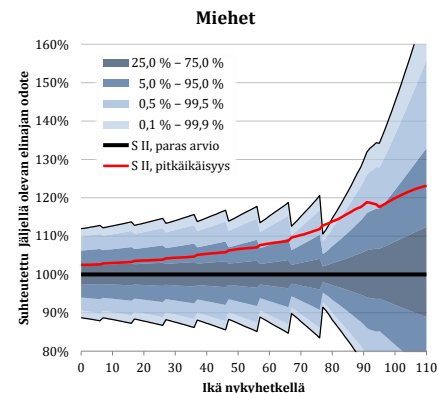 Miehet
Suhteutettu jäljellä olevan elinajan odote
160%
150%
140%
130%
120%
110%
100%
90%
80%
25,0 % – 75,0 %
5,0 % – 95,0 %
0,5 % – 99,5 %
0,1 % – 99,9 %
S II, paras arvio
S II, pitkäikäisyys
0 10 20 30 40 50 60 70 80 90 100 110
Ikä nykyhetkellä